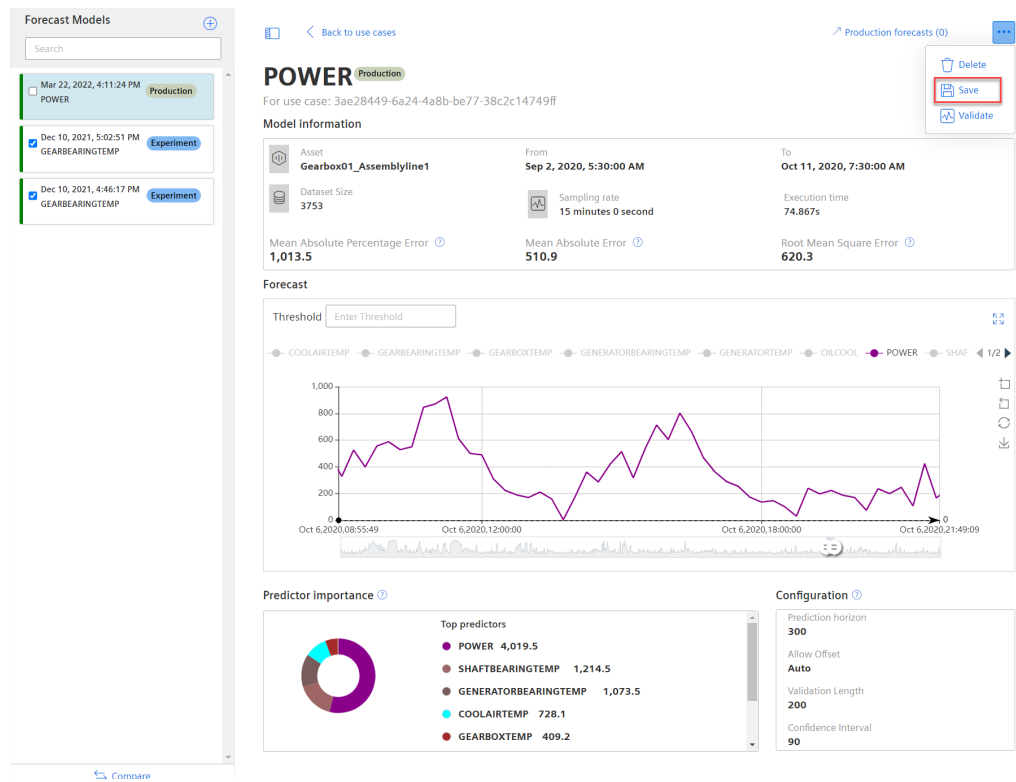 Forecast Models
Search
Mar 22, 2022, 4:11:24 PM
POWER
Production
Dec 10, 2021, 5:02:51 PM
GEARBEARINGTEMP
Experiment
Dec 10, 2021, 4:46:17 PM
GEARBEARINGTEMP
Experiment
Compare
Back to use cases
Production forecasts (0)
Delete
Save
Validate
POWER Production
For use case: 3ae28449-6a24-4a8b-be77-38c2c14749ff
Model information
Asset
Gearbox01_Assemblyline1
From
Sep 2, 2020, 5:30:00 AM
To
Oct 11, 2020, 7:30:00 AM
Dataset Size
3753
Sampling rate
15 minutes 0 second
Execution time
74.867s
Mean Absolute Percentage Error
1,013.5
Mean Absolute Error
510.9
Root Mean Square Error
620.3
Forecast
Threshold Enter Threshold
COOLAIRTEMP GEARBEARINGTEMP GEARBOXTEMP GENERATORBEARINGTEMP GENERATORTEMP OILCOOL POWER SHAF 1/2
1,000
800
600
400
200
0
0
Oct 6,2020,08:55:49 Oct 6,2020,12:00:00 Oct 6,2020,18:00:00 Oct 6,2020,21:49:09
Predictor importance
Top predictors
POWER 4,019.5
SHAFTBEARINGTEMP 1,214.5
GENERATORBEARINGTEMP 1,073.5
COOLAIRTEMP 728.1
GEARBOXTEMP 409.2
Configuration
Prediction horizon
300
Allow Offset
Auto
Validation Length
200
Confidence Interval
90